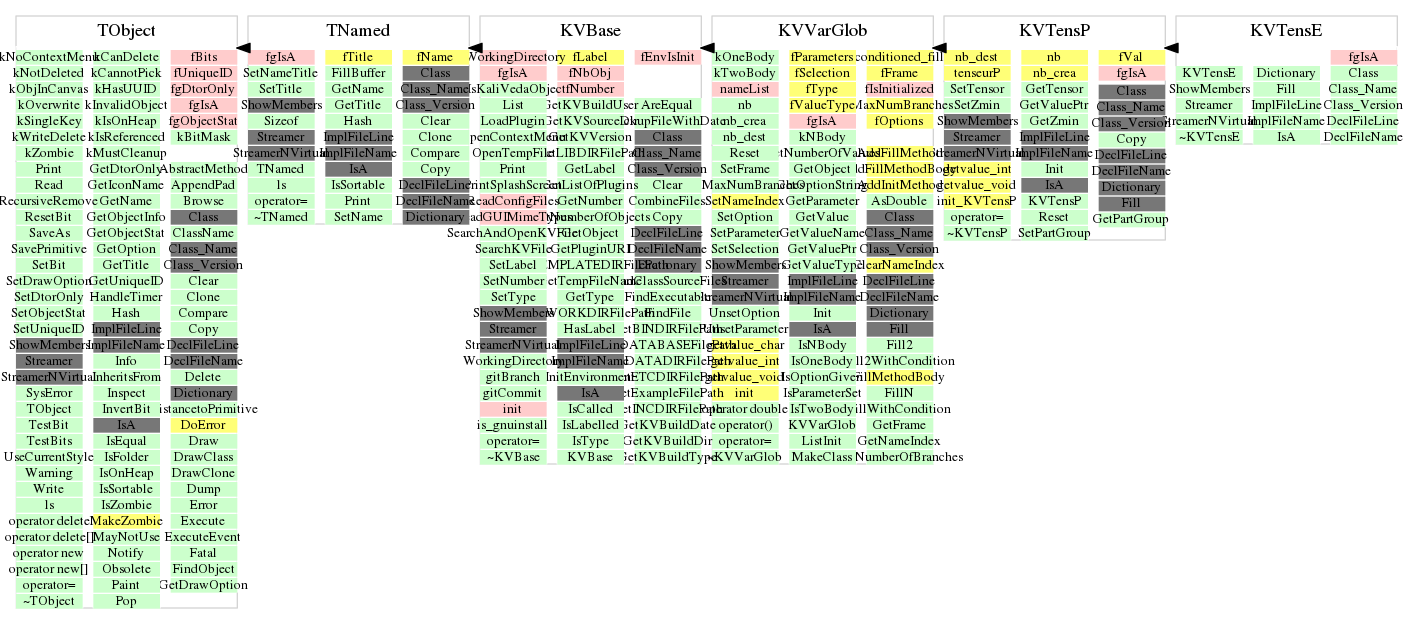 TObject
kNoContextMenu kCanDelete fBits
kNotDeleted kCannotPick fUniqueID
kObjInCanvas kHasUUID fgDtorOnly
kOverwrite kInvalidObject fgIsA
kSingleKey kIsOnHeap fgObjectStat
kWriteDelete kIsReferenced kBitMask
kZombie kMustCleanup
Print GetDtorOnly AbstractMethod
Read GetIconName AppendPad
RecursiveRemove GetName Browse
ResetBit GetObjectInfo Class
SaveAs GetObjectStat ClassName
SavePrimitive GetOption Class_Name
SetBit GetTitle Class_Version
SetDrawOption GetUniqueID Clear
SetDtorOnly HandleTimer Clone
SetObjectStat Hash Compare
SetUniqueID ImplFileLine Copy
ShowMembers ImplFileName DeclFileLine
Streamer Info DeclFileName
StreamerNVirtual InheritsFrom Delete
SysError Inspect Dictionary
TObject InvertBit istancetoPrimitive
TestBit IsA DoError
TestBits IsEqual Draw
UseCurrentStyle IsFolder DrawClass
Warning IsOnHeap DrawClone
Write IsSortable Dump
ls IsZombie Error
operator delete MakeZombie Execute
operator delete[] MayNotUse ExecuteEvent
operator new Notify Fatal
operator new[] Obsolete FindObject
operator= Paint GetDrawOption
~TObject Pop
TNamed
fgIsA fTitle fName
SetNameTitle FillBuffer Class
SetTitle GetName Class_Name
ShowMembers GetTitle Class_Version
Sizeof Hash Clear
Streamer ImplFileLine Clone
StreamerNVirtual ImplFileName Compare
TNamed IsA Copy
ls IsSortable DeclFileLine
operator= Print DeclFileName
~TNamed SetName Dictionary
KVBase
WorkingDirectory fLabel fEnvIsInit
fgIsA fNbObj
IsKaliVedaObject fNumber
List GetKVBuildUser AreEqual
LoadPlugin GetKVSourceDir BackupFileWithDate
OpenContextMenu GetKVVersion Class
OpenTempFile GetLIBDIRFilePath Class_Name
Print GetLabel Class_Version
PrintSplashScreen GetListOfPlugins Clear
ReadConfigFiles GetNumber CombineFiles
ReadGUIMimeTypes GetNumberOfObjects Copy
SearchAndOpenKVFile GetObject DeclFileLine
SearchKVFile GetPluginURI DeclFileName
SetLabel GetTEMPLATEDIRFilePath Dictionary
SetNumber GetTempFileName FindClassSourceFiles
SetType GetType FindExecutable
ShowMembers GetWORKDIRFilePath FindFile
Streamer HasLabel GetBINDIRFilePath
StreamerNVirtual ImplFileLine GetDATABASEFilePath
WorkingDirectory ImplFileName GetDATADIRFilePath
gitBranch InitEnvironment GetETCDIRFilePath
gitCommit IsA GetExampleFilePath
init IsCalled GetINCDIRFilePath
is_gnuinstall IsLabelled GetKVBuildDate
operator= IsType GetKVBuildDir
~KVBase KVBase GetKVBuildType
KVVarGlob
kOneBody fParameters conditioned_fill
kTwoBody fSelection fFrame
nameList fType fIsInitialized
nb fValueType fMaxNumBranches
nb_crea fgIsA fOptions
nb_dest kNBody
Reset GetNumberOfValues AddFillMethod
SetFrame GetObject AddFillMethodBody
MaxNumBranches GetOptionString AddInitMethod
SetNameIndex GetParameter AsDouble
SetOption GetValue Class
SetParameter GetValueName Class_Name
SetSelection GetValuePtr Class_Version
ShowMembers GetValueType ClearNameIndex
Streamer ImplFileLine DeclFileLine
StreamerNVirtual ImplFileName DeclFileName
UnsetOption Init Dictionary
UnsetParameter IsA Fill
getvalue_char IsNBody Fill2
getvalue_int IsOneBody Fill2WithCondition
getvalue_void IsOptionGiven FillMethodBody
init IsParameterSet FillN
operator double IsTwoBody FillWithCondition
operator() KVVarGlob GetFrame
operator= ListInit GetNameIndex
~KVVarGlob MakeClass NumberOfBranches
KVTensP
nb_dest nb fVal
tenseurP nb_crea fgIsA
SetTensor GetTensor Class
SetZmin GetValuePtr Class_Name
ShowMembers GetZmin Class_Version
Streamer ImplFileLine Copy
StreamerNVirtual ImplFileName DeclFileLine
getvalue_int Init DeclFileName
getvalue_void IsA Dictionary
init_KVTensP KVTensP Fill
operator= Reset GetPartGroup
~KVTensP SetPartGroup
KVTensE
fgIsA
KVTensE Dictionary Class
ShowMembers Fill Class_Name
Streamer ImplFileLine Class_Version
StreamerNVirtual ImplFileName DeclFileLine
~KVTensE IsA DeclFileName